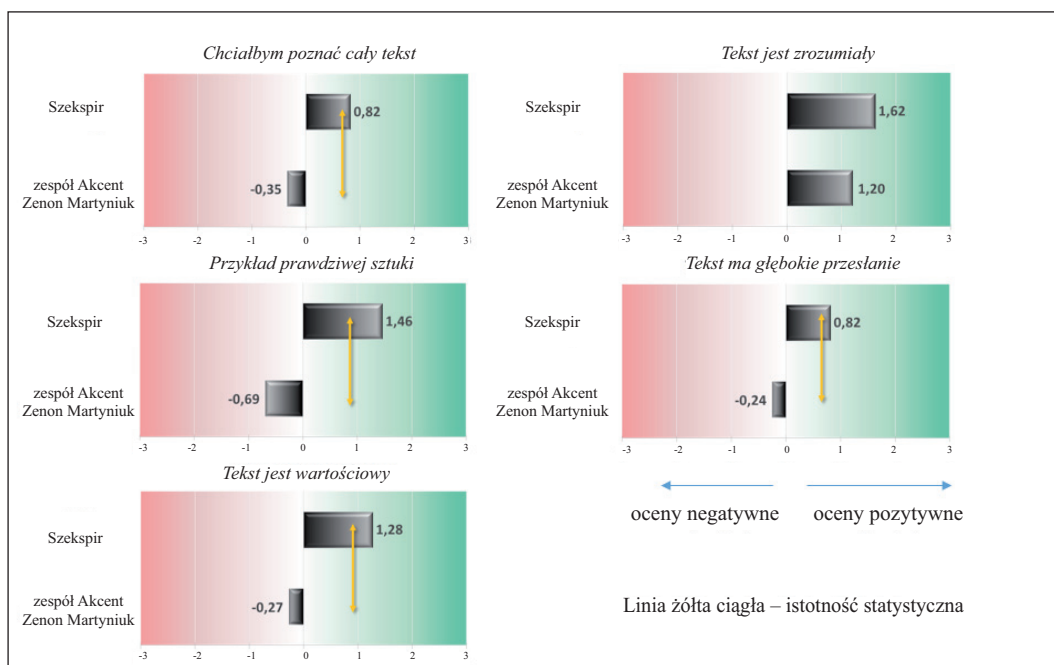 Chciałbym poznać cały tekst
Szekspir
0,82
zespół Akcent
Zenon Martyniuk
-0,35
-3 -2 -1 0 1 2 3
Tekst jest zrozumiały
Szekspir
1,62
zespół Akcent
Zenon Martyniuk
1,20
-3 -2 -1 0 1 2 3
Przykład prawdziwej sztuki
Szekspir
1,46
zespół Akcent
Zenon Martyniuk
-0,69
-3 -2 -1 0 1 2 3
Tekst ma głębokie przesłanie
Szekspir
0,82
zespół Akcent
Zenon Martyniuk
-0,24
-3 -2 -1 0 1 2 3
Tekst jest wartościowy
Szekspir
1,28
zespół Akcent
Zenon Martyniuk
-0,27
-3 -2 -1 0 1 2 3
oceny negatywne oceny pozytywne
Linia żółta ciągła – istotność statystyczna